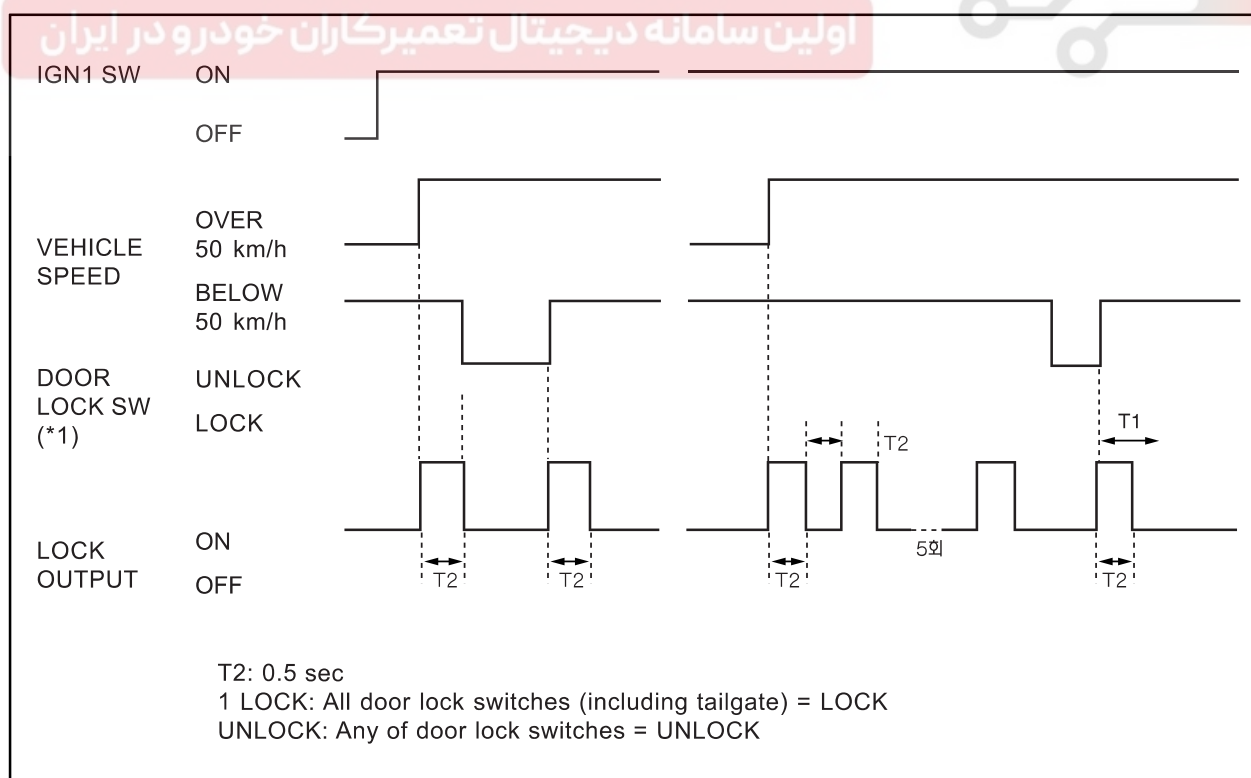 اولین سامانه دیجیتال تعمیرکاران خودرو در ایران
IGN1 SW
ON
OFF
VEHICLE
SPEED
OVER
50 km/h
BELOW
50 km/h
DOOR
LOCK SW
(*1)
UNLOCK
LOCK
T1
T2
LOCK
OUTPUT
ON
OFF
T2
T2
T2
5회
T2
T2: 0.5 sec
1 LOCK: All door lock switches (including tailgate) = LOCK
UNLOCK: Any of door lock switches = UNLOCK